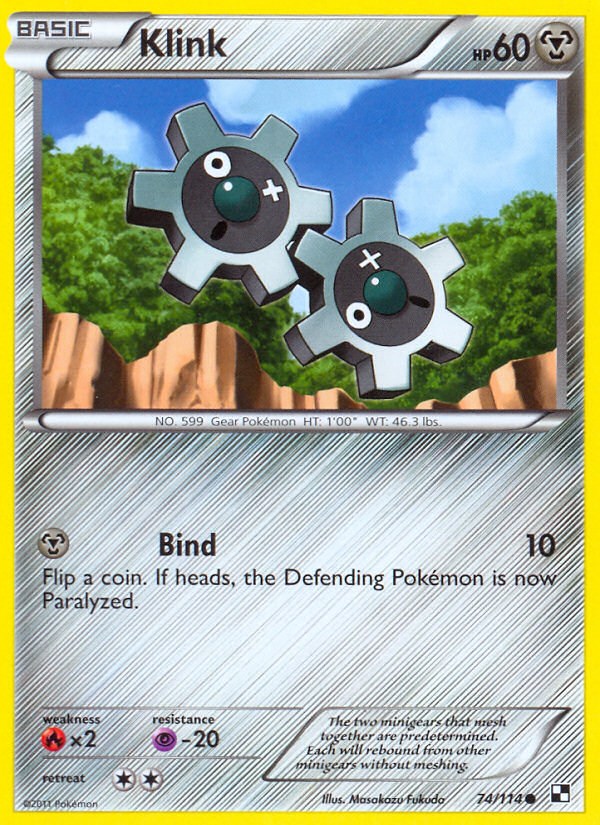 BASIC
Klink
HP60
NO. 599 Gear Pokémon HT: 1'00" WT: 46.3 lbs.
Bind 10
Flip a coin. If heads, the Defending Pokémon is now
Paralyzed.
weakness resistance
×2 -20
retreat
The two minigears that mesh
together are predetermined.
Each will rebound from other
minigears without meshing.
©2011 Pokémon
Illus. Masakazu Fukuda 74/114